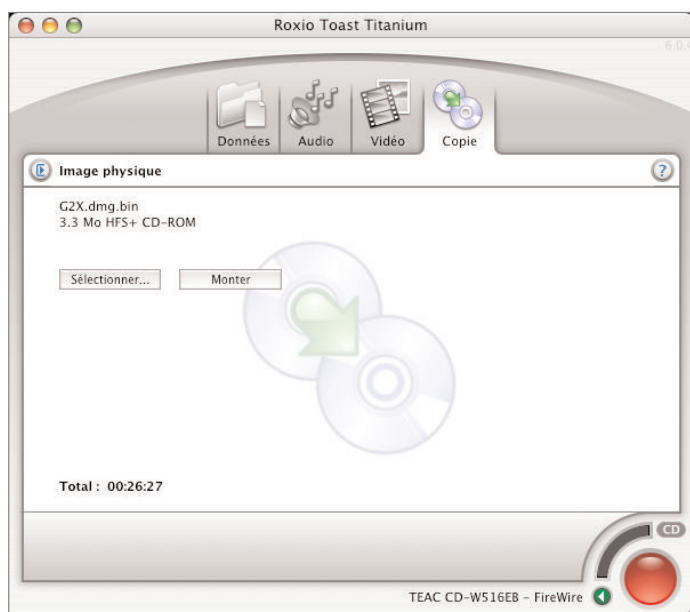 Roxio Toast Titanium
6.0.
Données
Audio
Vidéo
Copie
Image physique
?
G2X.dmg.bin
3.3 Mo HFS+ CD-ROM
Sélectionner...
Monter
Total : 00:26:27
CD
TEAC CD-W516EB - FireWire